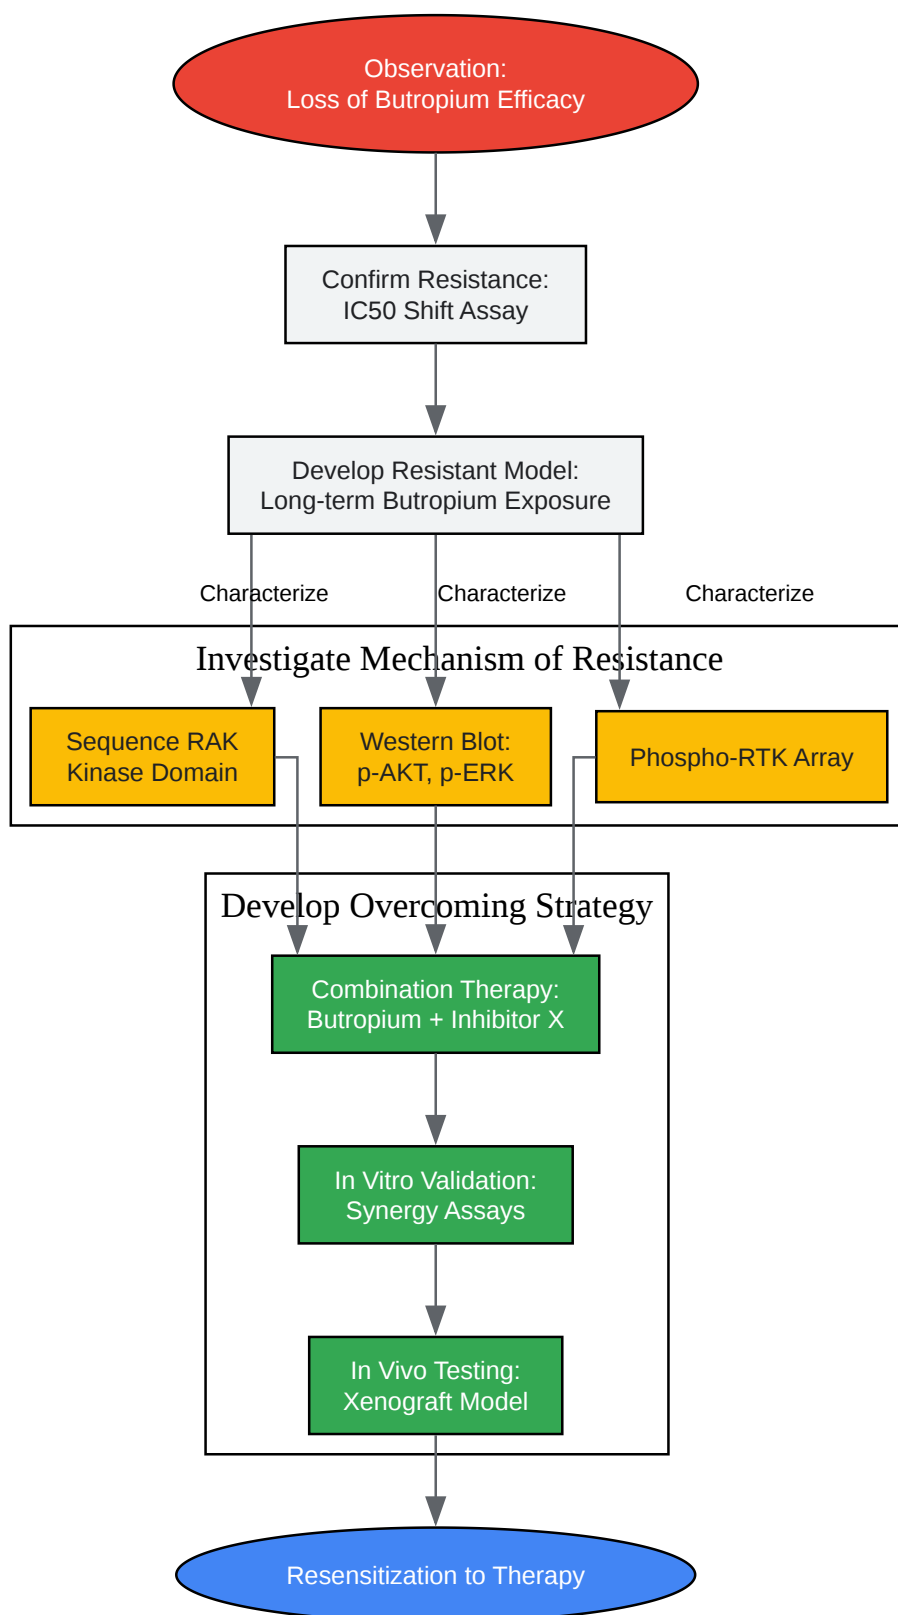 Observation:
Loss of Butropium Efficacy
Confirm Resistance:
IC50 Shift Assay
Develop Resistant Model:
Long-term Butropium Exposure
Characterize
Characterize
Characterize
Investigate Mechanism of Resistance
Sequence RAK
Kinase Domain
Western Blot:
p-AKT, p-ERK
Phospho-RTK Array
Develop Overcoming Strategy
Combination Therapy:
Butropium + Inhibitor X
In Vitro Validation:
Synergy Assays
In Vivo Testing:
Xenograft Model
Resensitization to Therapy